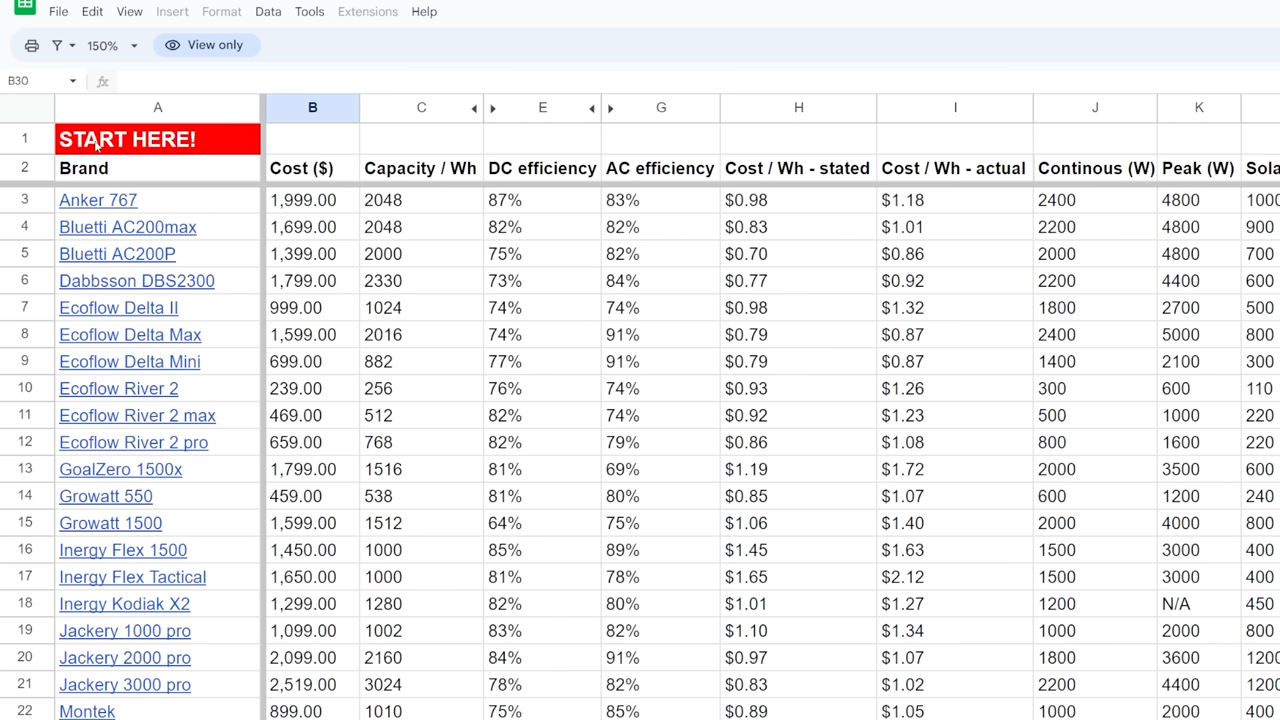 File Edit View Insert Format Data Tools Extensions Help
150% View only
B30 fx
A B C E G H I J K
1 START HERE!
2 Brand Cost ($) Capacity / Wh DC efficiency AC efficiency Cost / Wh - stated Cost / Wh - actual Continous (W) Peak (W) Sola
3 Anker 767 1,999.00 2048 87% 83% $0.98 $1.18 2400 4800 1000
4 Bluetti AC200max 1,699.00 2048 82% 82% $0.83 $1.01 2200 4800 900
5 Bluetti AC200P 1,399.00 2000 75% 82% $0.70 $0.86 2000 4800 700
6 Dabbsson DBS2300 1,799.00 2330 73% 84% $0.77 $0.92 2200 4400 600
7 Ecoflow Delta II 999.00 1024 74% 74% $0.98 $1.32 1800 2700 500
8 Ecoflow Delta Max 1,599.00 2016 74% 91% $0.79 $0.87 2400 5000 800
9 Ecoflow Delta Mini 699.00 882 77% 91% $0.79 $0.87 1400 2100 300
10 Ecoflow River 2 239.00 256 76% 74% $0.93 $1.26 300 600 110
11 Ecoflow River 2 max 469.00 512 82% 74% $0.92 $1.23 500 1000 220
12 Ecoflow River 2 pro 659.00 768 82% 79% $0.86 $1.08 800 1600 220
13 GoalZero 1500x 1,799.00 1516 81% 69% $1.19 $1.72 2000 3500 600
14 Growatt 550 459.00 538 81% 80% $0.85 $1.07 600 1200 240
15 Growatt 1500 1,599.00 1512 64% 75% $1.06 $1.40 2000 4000 800
16 Inergy Flex 1500 1,450.00 1000 85% 89% $1.45 $1.63 1500 3000 400
17 Inergy Flex Tactical 1,650.00 1000 81% 78% $1.65 $2.12 1500 3000 400
18 Inergy Kodiak X2 1,299.00 1280 82% 80% $1.01 $1.27 1200 N/A 450
19 Jackery 1000 pro 1,099.00 1002 83% 82% $1.10 $1.34 1000 2000 800
20 Jackery 2000 pro 2,099.00 2160 84% 91% $0.97 $1.07 1800 3600 1200
21 Jackery 3000 pro 2,519.00 3024 78% 82% $0.83 $1.02 2200 4400 1200
22 Montek 899.00 1010 75% 85% $0.89 $1.05 1000 2000 400